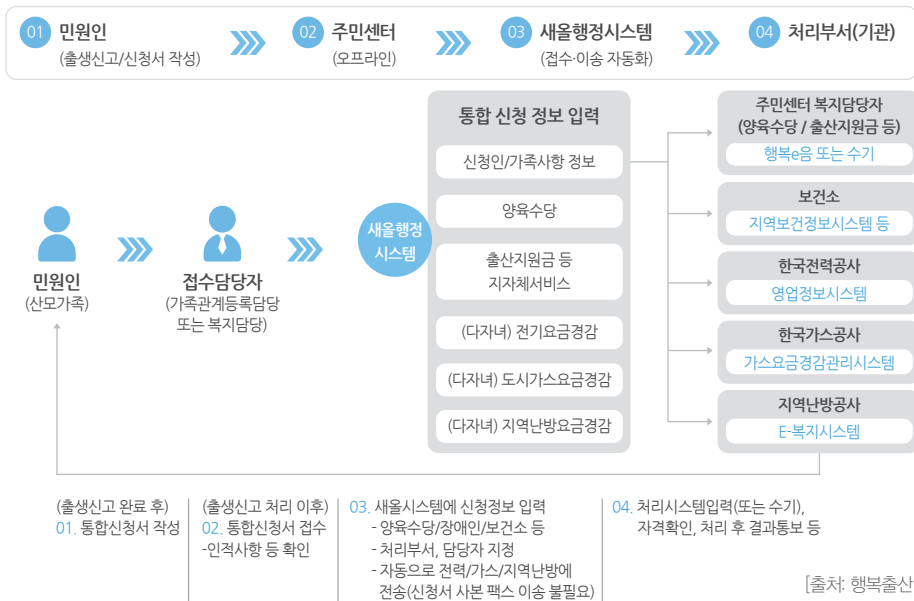 01 민원인
(출생신고/신청서 작성)
02 주민센터
(오프라인)
03 새올행정시스템
(접수·이송 자동화)
04 처리부서(기관)
민원인
(산모가족)
접수담당자
(가족관계등록담당
또는 복지담당)
새올행정
시스템
통합 신청 정보 입력
신청인/가족사항 정보
양육수당
출산지원금 등
지자체서비스
(다자녀) 전기요금경감
(다자녀) 도시가스요금경감
(다자녀) 지역난방요금경감
주민센터 복지담당자
(양육수당 / 출산지원금 등)
행복e음 또는 수기
보건소
지역보건정보시스템 등
한국전력공사
영업정보시스템
한국가스공사
가스요금경감관리시스템
지역난방공사
E-복지시스템
(출생신고 완료 후)
01. 통합신청서 작성
(출생신고 처리 이후)
02. 통합신청서 접수
-인적사항 등 확인
03. 새올시스템에 신청정보 입력
- 양육수당/장애인/보건소 등
- 처리부서, 담당자 지정
- 자동으로 전력/가스/지역난방에
전송(신청서 사본 팩스 이송 불필요)
04. 처리시스템입력(또는 수기),
자격확인, 처리 후 결과통보 등
[출처: 행복출산